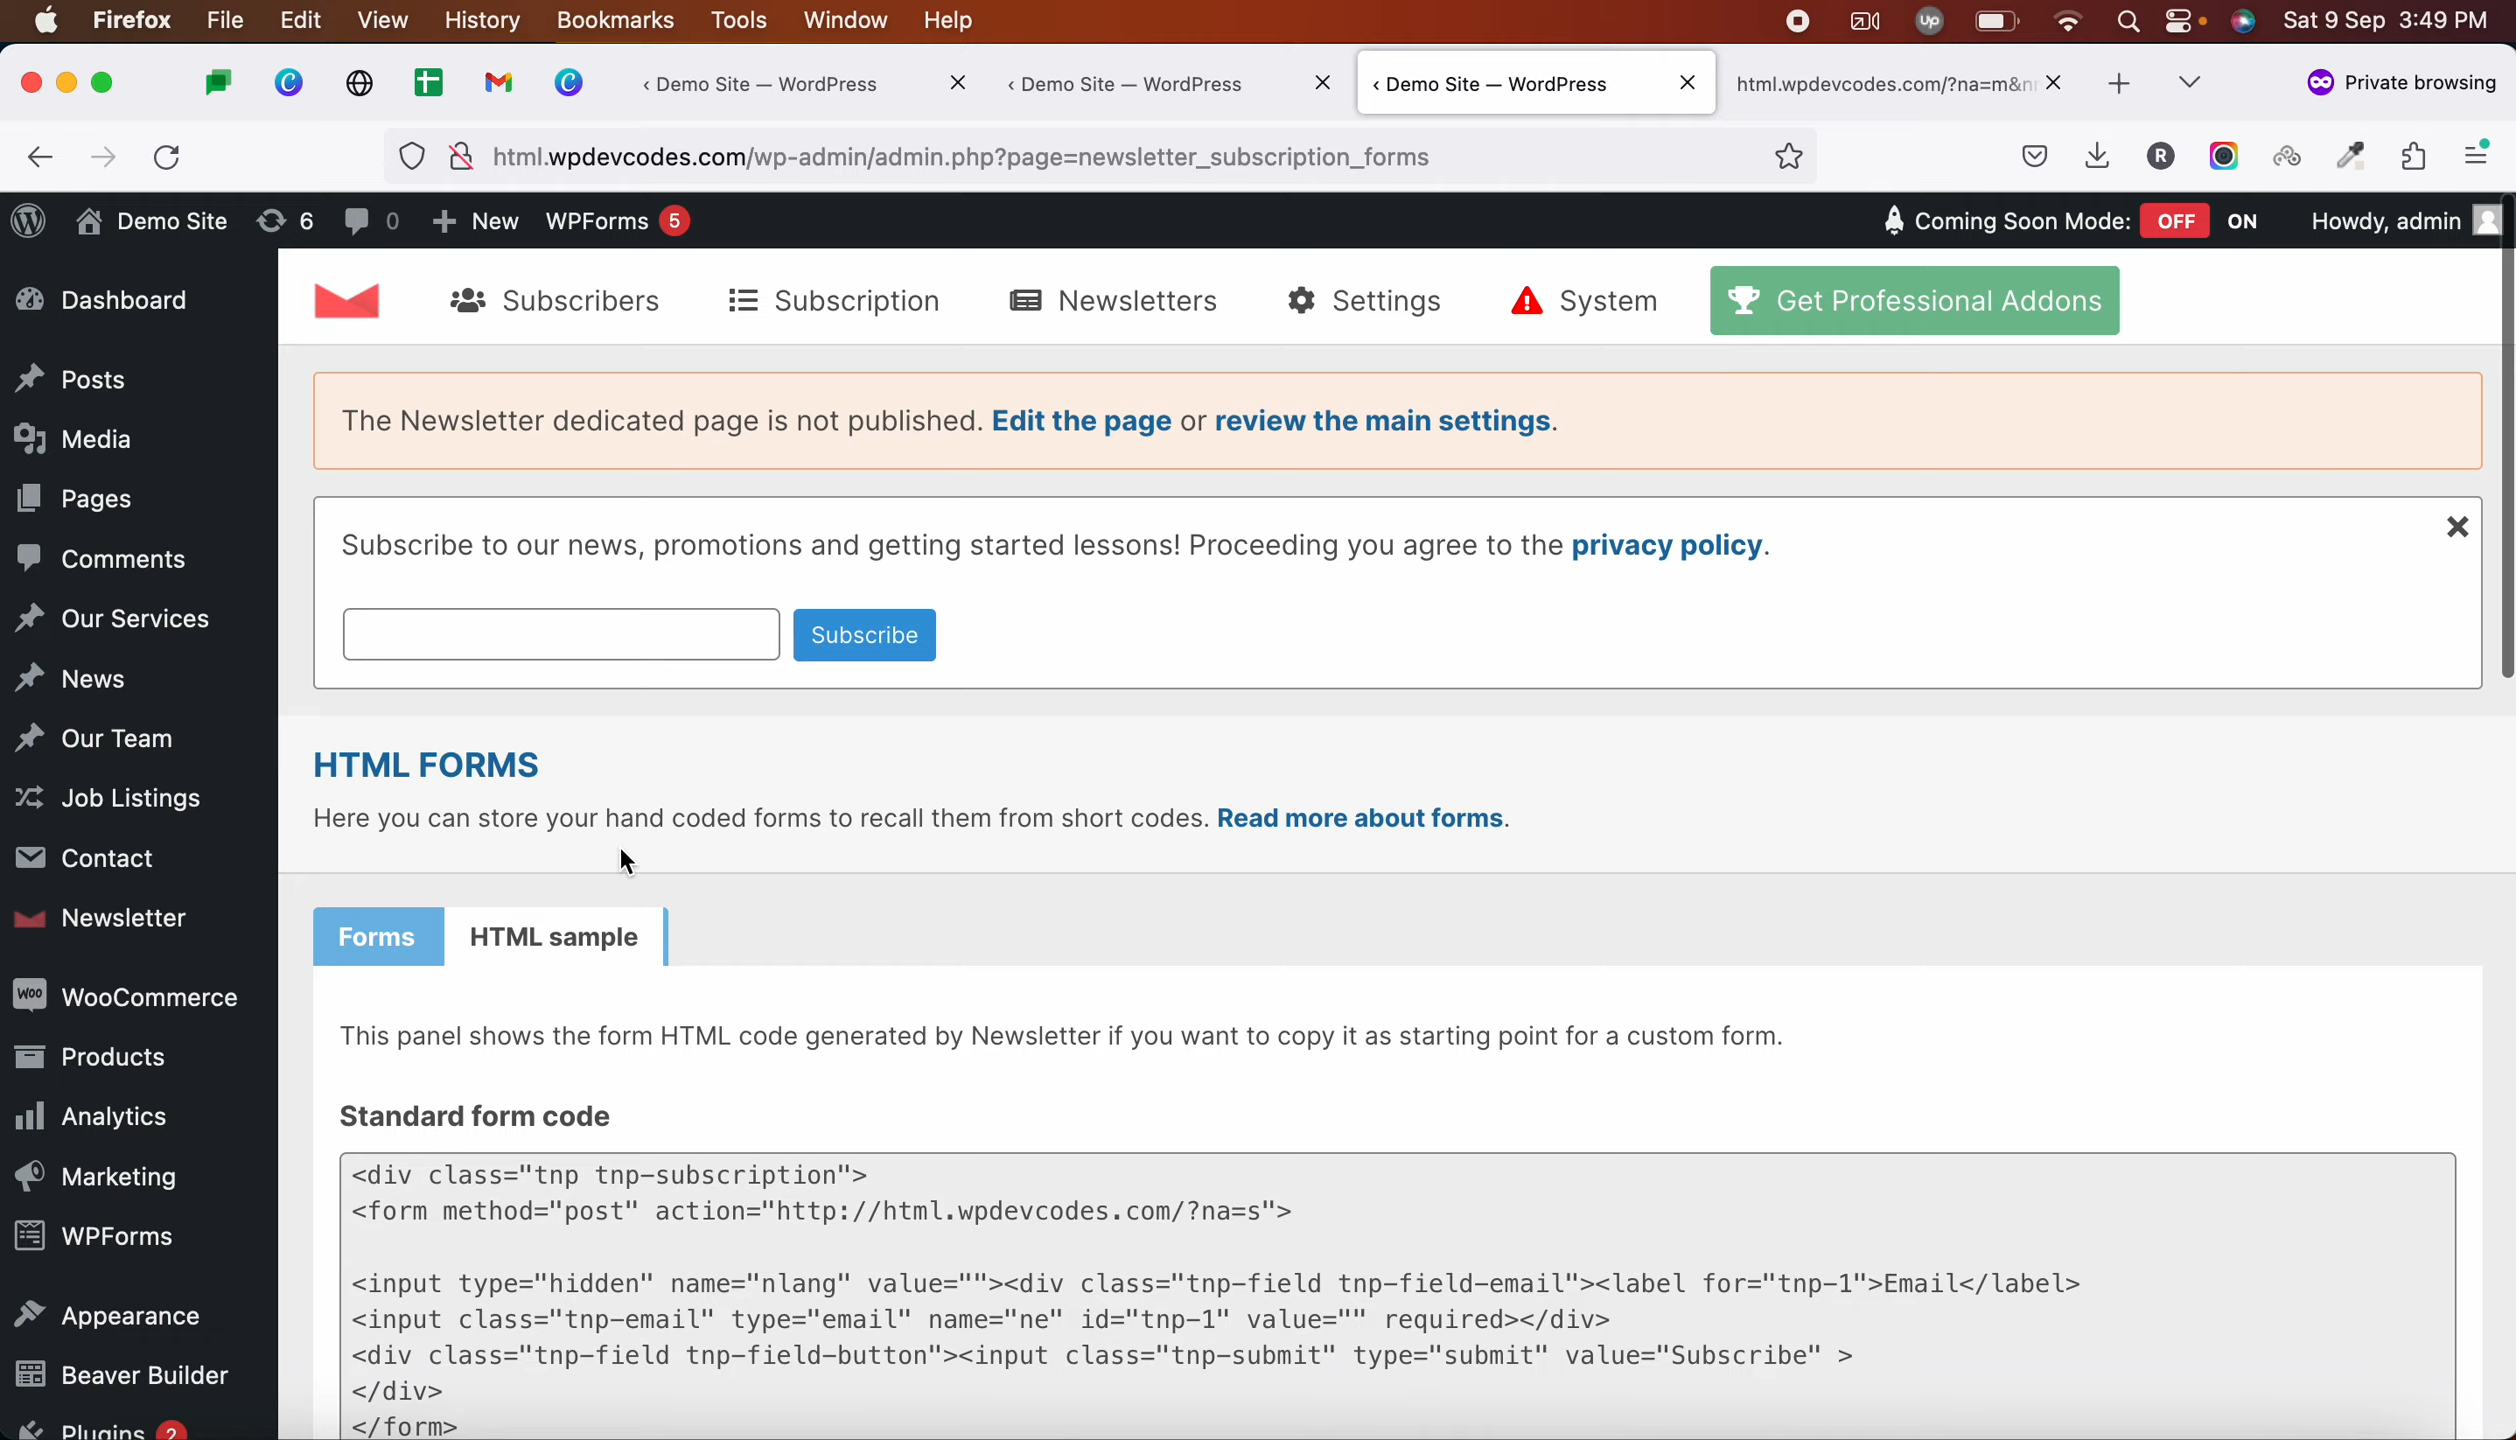 Firefox File Edit View History Bookmarks Tools Window Help
up
Sat 9 Sep 3:49 PM
‹ Demo Site — WordPress
‹ Demo Site — WordPress
‹ Demo Site — WordPress
html.wpdevcodes.com/?na=m&nr
Private browsing
html.wpdevcodes.com/wp-admin/admin.php?page=newsletter_subscription_forms
R
Demo Site 6 0 New WPForms 5
Coming Soon Mode: OFF ON Howdy, admin
Dashboard
Posts
Media
Pages
Comments
Our Services
News
Our Team
Job Listings
Contact
Newsletter
Woo WooCommerce
Products
Analytics
Marketing
WPForms
Appearance
Beaver Builder
Plugins 2
Subscribers Subscription Newsletters Settings System Get Professional Addons
The Newsletter dedicated page is not published. Edit the page or review the main settings.
Subscribe to our news, promotions and getting started lessons! Proceeding you agree to the privacy policy.
Subscribe
HTML FORMS
Here you can store your hand coded forms to recall them from short codes. Read more about forms.
Forms HTML sample
This panel shows the form HTML code generated by Newsletter if you want to copy it as starting point for a custom form.
Standard form code
<div class="tnp tnp-subscription">
<form method="post" action="http://html.wpdevcodes.com/?na=s">
<input type="hidden" name="nlang" value=""><div class="tnp-field tnp-field-email"><label for="tnp-1">Email</label>
<input class="tnp-email" type="email" name="ne" id="tnp-1" value="" required></div>
<div class="tnp-field tnp-field-button"><input class="tnp-submit" type="submit" value="Subscribe" >
</div>
</form>